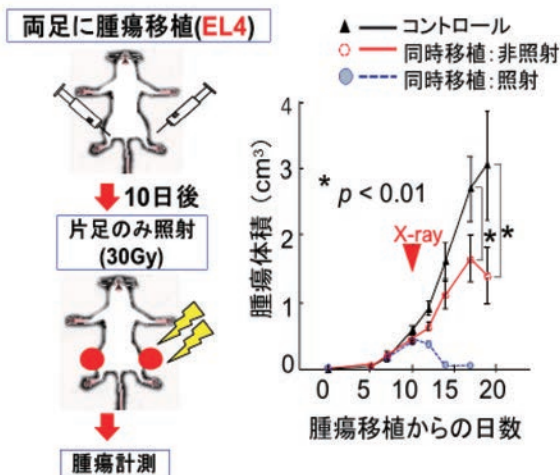 両足に腫瘍移植(EL4)
10日後
片足のみ照射
(30Gy)
腫瘍計測
コントロール
同時移植：非照射
同時移植：照射
腫瘍体積（cm³）
4
3
2
1
0
* p < 0.01
X-ray
*
*
0
10
15
20
腫瘍移植からの日数